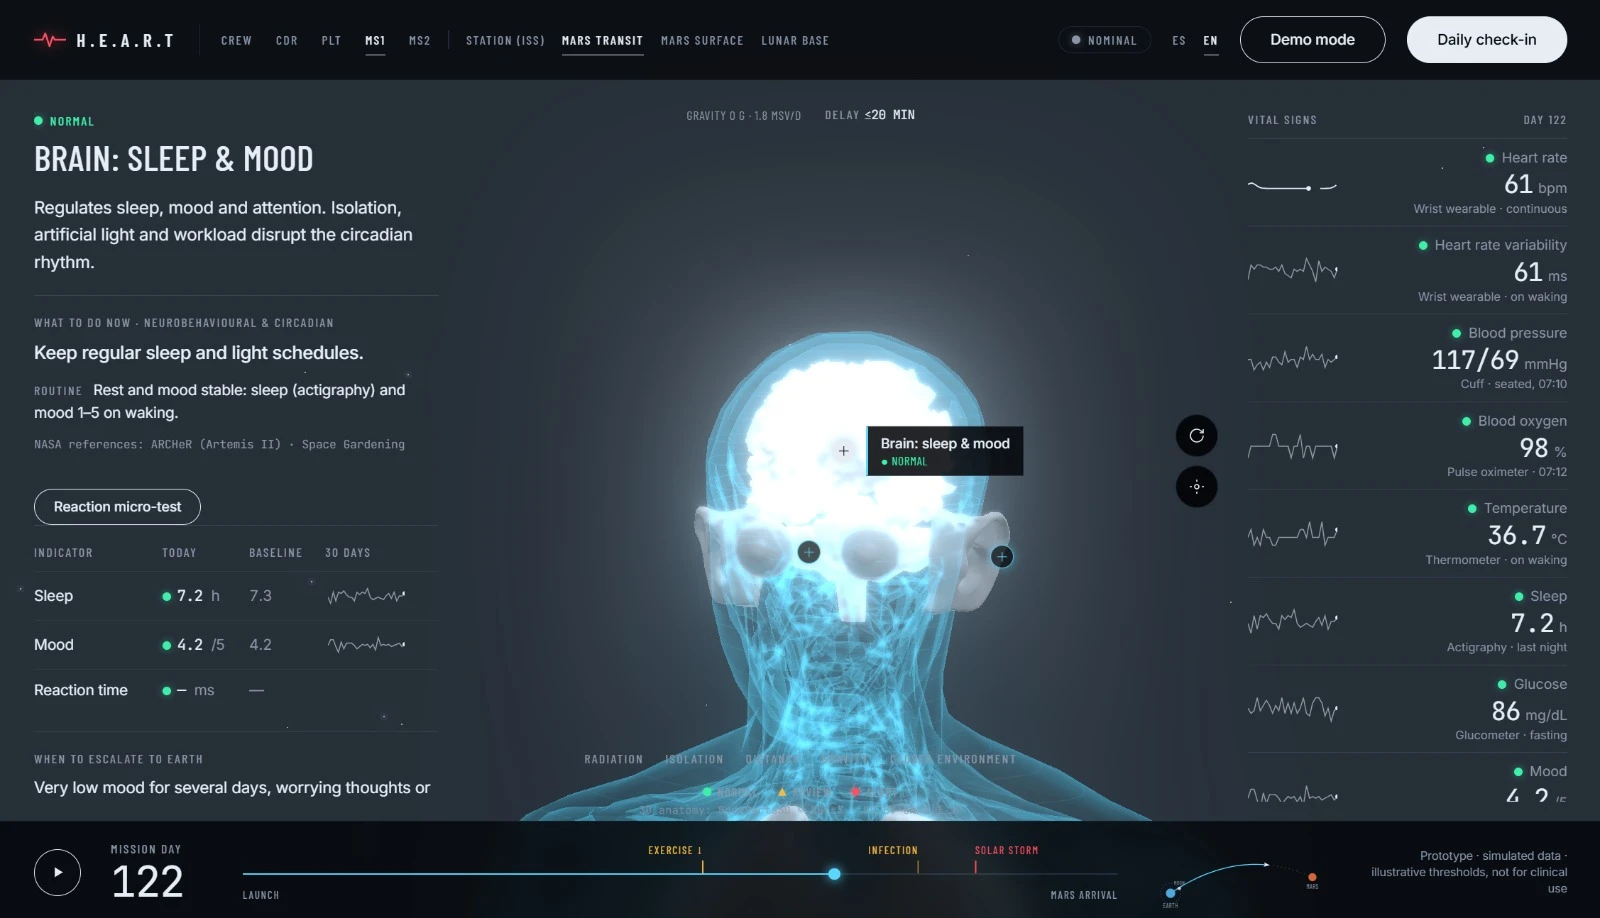 H.E.A.R.T
CREW CDR PLT MS1 MS2 STATION (ISS) MARS TRANSIT MARS SURFACE LUNAR BASE
NOMINAL ES EN Demo mode Daily check-in
GRAVITY 0 G · 1.8 MSV/D DELAY ≤20 MIN
NORMAL
BRAIN: SLEEP & MOOD
Regulates sleep, mood and attention. Isolation,
artificial light and workload disrupt the circadian
rhythm.
WHAT TO DO NOW · NEUROBEHAVIOURAL & CIRCADIAN
Keep regular sleep and light schedules.
ROUTINE Rest and mood stable: sleep (actigraphy) and
mood 1–5 on waking.
NASA references: ARCHeR (Artemis II) · Space Gardening
Reaction micro-test
INDICATOR TODAY BASELINE 30 DAYS
Sleep 7.2 h 7.3
Mood 4.2 /5 4.2
Reaction time – ms —
WHEN TO ESCALATE TO EARTH
Very low mood for several days, worrying thoughts or
Brain: sleep & mood
NORMAL
RADIATION ISOLATION ENVIRONMENT
VITAL SIGNS DAY 122
Heart rate
61 bpm
Wrist wearable · continuous
Heart rate variability
61 ms
Wrist wearable · on waking
Blood pressure
117/69 mmHg
Cuff · seated, 07:10
Blood oxygen
98 %
Pulse oximeter · 07:12
Temperature
36.7 °C
Thermometer · on waking
Sleep
7.2 h
Actigraphy · last night
Glucose
86 mg/dL
Glucometer · fasting
Mood
4.2 /5
MISSION DAY
122
EXERCISE ↓ INFECTION SOLAR STORM
LAUNCH MARS ARRIVAL
MOON
EARTH
MARS
Prototype · simulated data ·
illustrative thresholds, not for clinical
use